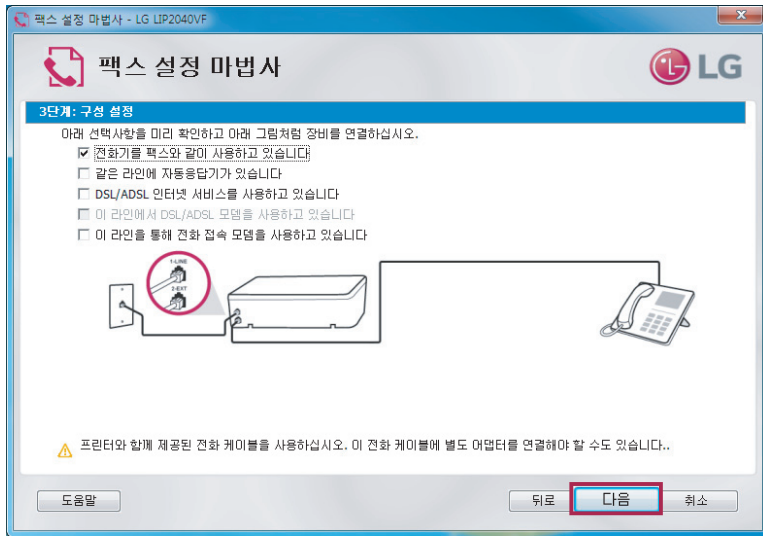 팩스 설정 마법사 - LG LIP2040VF
팩스 설정 마법사
LG
3단계: 구성 설정
아래 선택사항을 미리 확인하고 아래 그림처럼 장비를 연결하십시오.
전화기를 팩스와 같이 사용하고 있습니다
같은 라인에 자동응답기가 있습니다
DSL/ADSL 인터넷 서비스를 사용하고 있습니다
이 라인에서 DSL/ADSL 모뎀을 사용하고 있습니다
이 라인을 통해 전화 접속 모뎀을 사용하고 있습니다
1-LINE
2-EXT
프린터와 함께 제공된 전화 케이블을 사용하십시오. 이 전화 케이블에 별도 어댑터를 연결해야 할 수도 있습니다..
도움말
뒤로
다음
취소